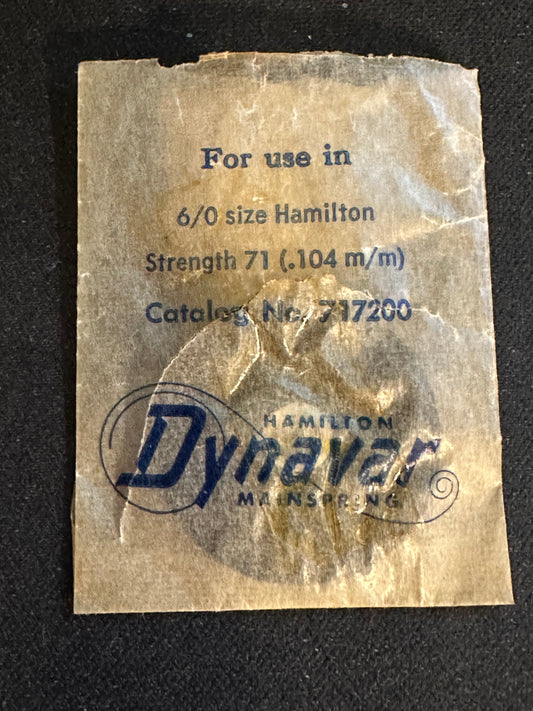 For use in
6/0 size Hamilton
Strength 71 (.104 m/m)
Catalog No. 717200
HAMILTON
Dynavar
MAINSPRING